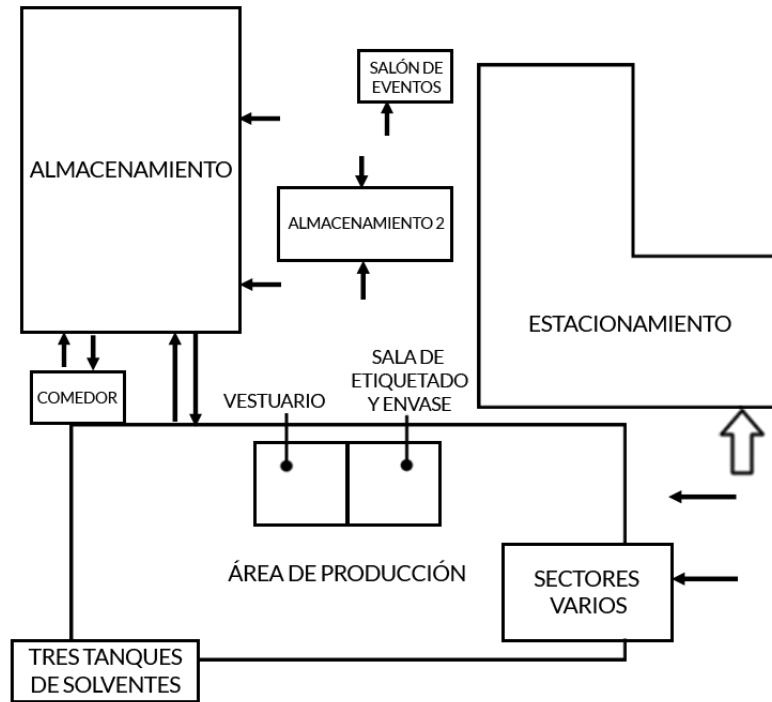 SALÓN DE
EVENTOS
ALMACENAMIENTO
ALMACENAMIENTO 2
ESTACIONAMIENTO
COMEDOR
VESTUARIO
SALA DE
ETIQUETADO
Y ENVASE
ÁREA DE PRODUCCIÓN
SECTORES
VARIOS
TRES TANQUES
DE SOLVENTES